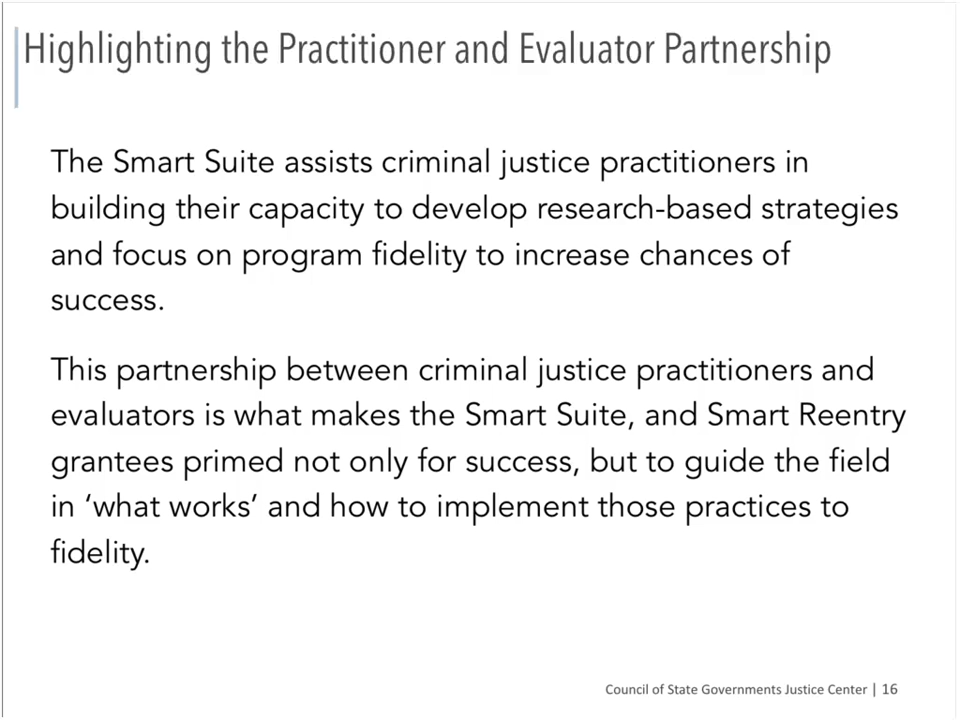 Highlighting the Practitioner and Evaluator Partnership
The Smart Suite assists criminal justice practitioners in
building their capacity to develop research-based strategies
and focus on program fidelity to increase chances of
success.
This partnership between criminal justice practitioners and
evaluators is what makes the Smart Suite, and Smart Reentry
grantees primed not only for success, but to guide the field
in ‘what works’ and how to implement those practices to
fidelity.
Council of State Governments Justice Center | 16